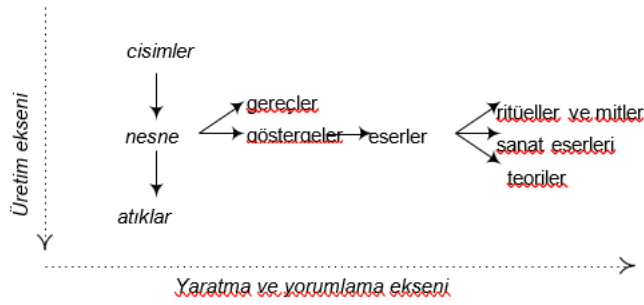 Üretim ekseni
cisimler
gereçler
ritüeller ve mitler
nesne
göstergeler
eserler
sanat eserleri
teoriler
atıklar
Yaratma ve yorumlama ekseni